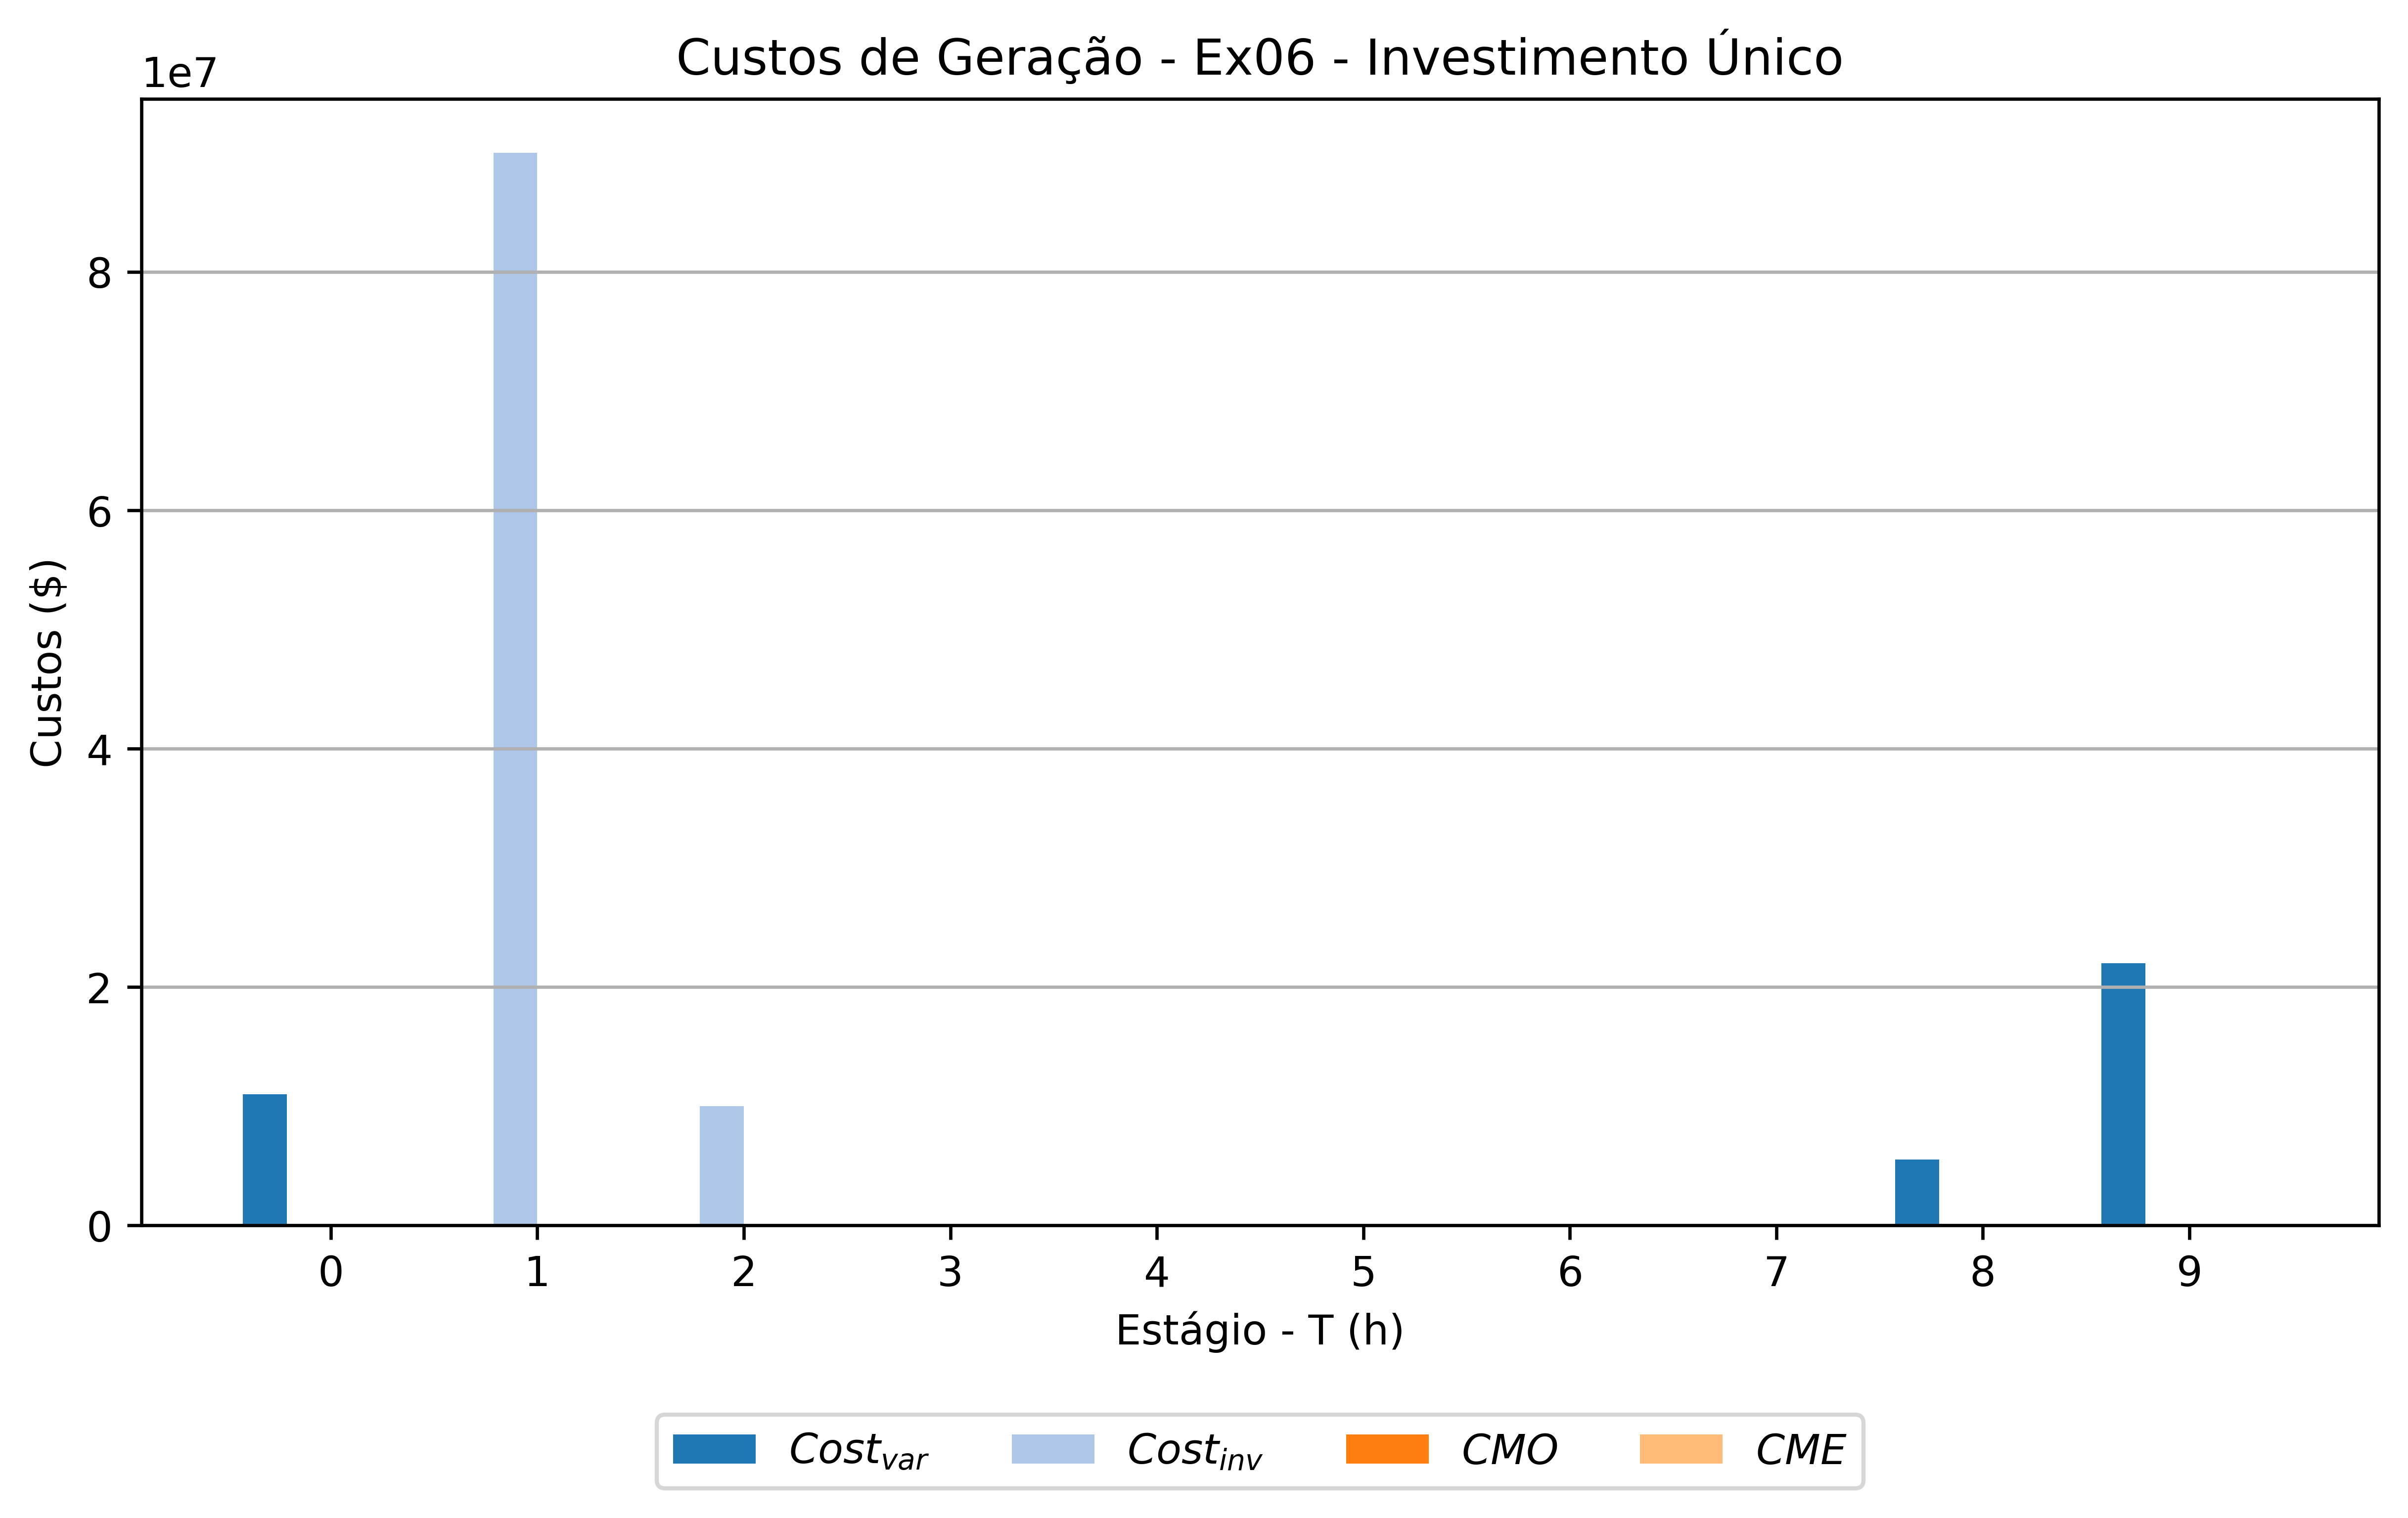 Custos de Geração - Ex06 - Investimento Único
1e7
8
6
4
2
0
Custos ($)
0 1 2 3 4 5 6 7 8 9
Estágio - T (h)
Cost_var Cost_inv CMO CME